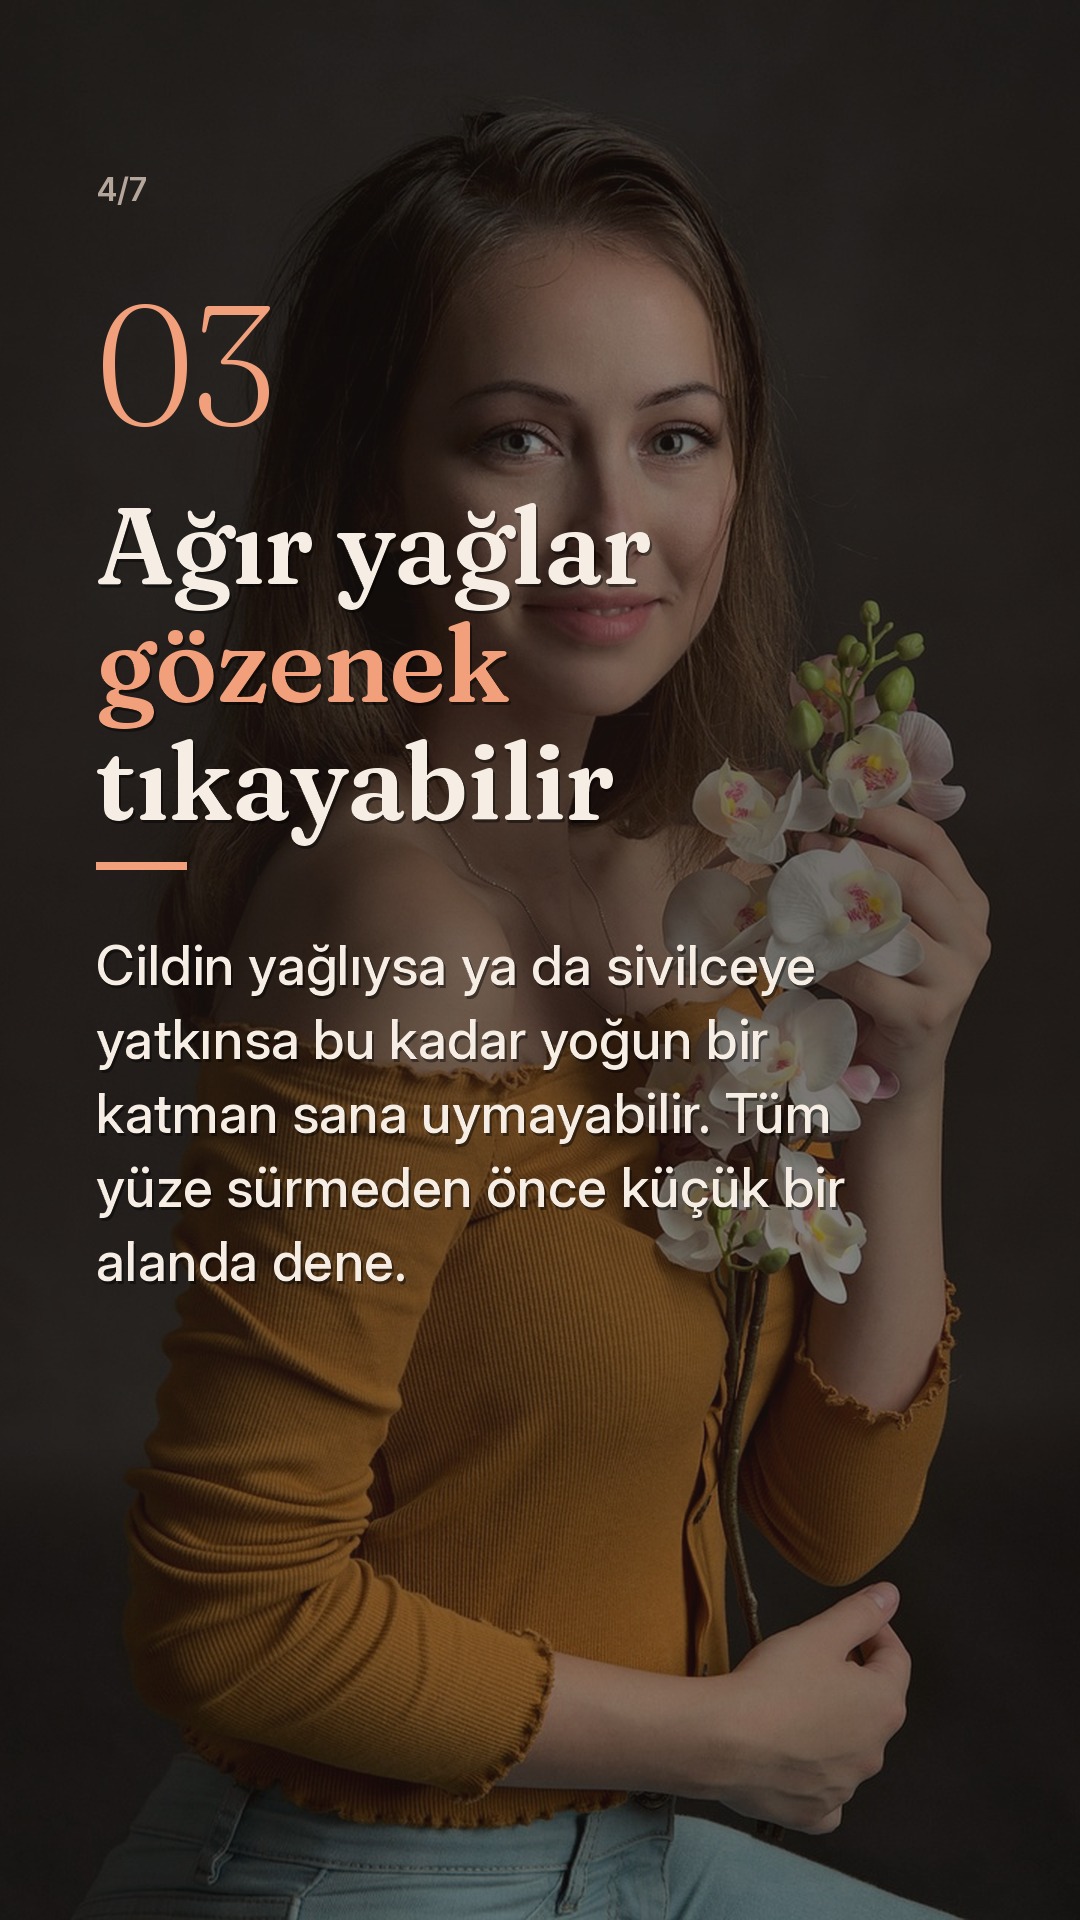 4/7
03
Ağır yağlar
gözenek
tıkayabilir
Cildin yağlıysa ya da sivilceye
yatkınsa bu kadar yoğun bir
katman sana uymayabilir. Tüm
yüze sürmeden önce küçük bir
alanda dene.